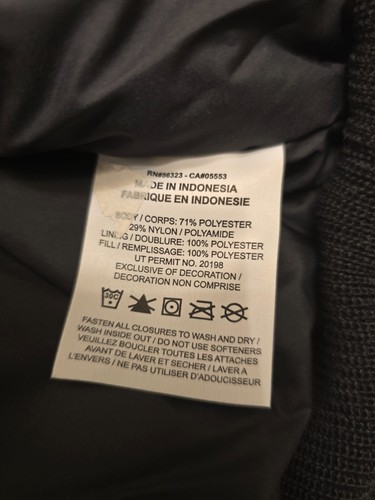 RN#56323 - CA#05553
MADE IN INDONESIA
FABRIQUE EN INDONESIE
BODY / CORPS: 71% POLYESTER
29% NYLON / POLYAMIDE
LINING / DOUBLURE: 100% POLYESTER
FILL / REMPLISSAGE: 100% POLYESTER
UT PERMIT NO. 20198
EXCLUSIVE OF DECORATION /
DECORATION NON COMPRISE
30C
FASTEN ALL CLOSURES TO WASH AND DRY /
WASH INSIDE OUT / DO NOT USE SOFTENERS
VEUILLEZ BOUCLER TOUTES LES ATTACHES
AVANT DE LAVER ET SECHER / LAVER A
L'ENVERS / NE PAS UTILISER D'ADOUCISSEUR